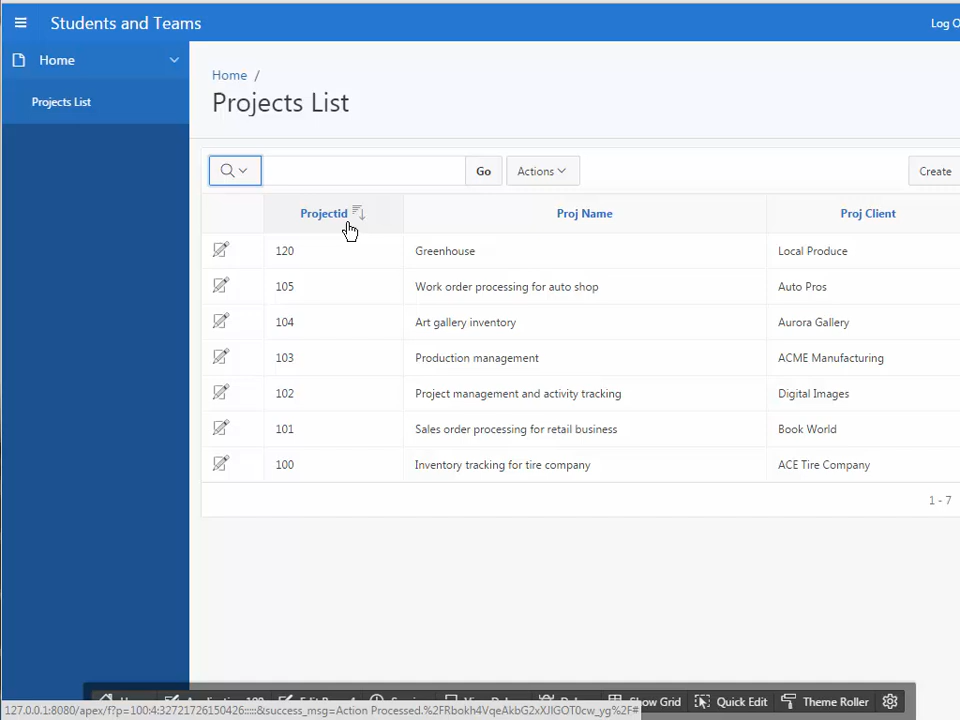 Students and Teams
Log O
Home
Projects List
Home /
Projects List
Go
Actions
Create
Projectid
Proj Name
Proj Client
120 Greenhouse Local Produce
105 Work order processing for auto shop Auto Pros
104 Art gallery inventory Aurora Gallery
103 Production management ACME Manufacturing
102 Project management and activity tracking Digital Images
101 Sales order processing for retail business Book World
100 Inventory tracking for tire company ACE Tire Company
1 - 7
Quick Edit
Theme Roller